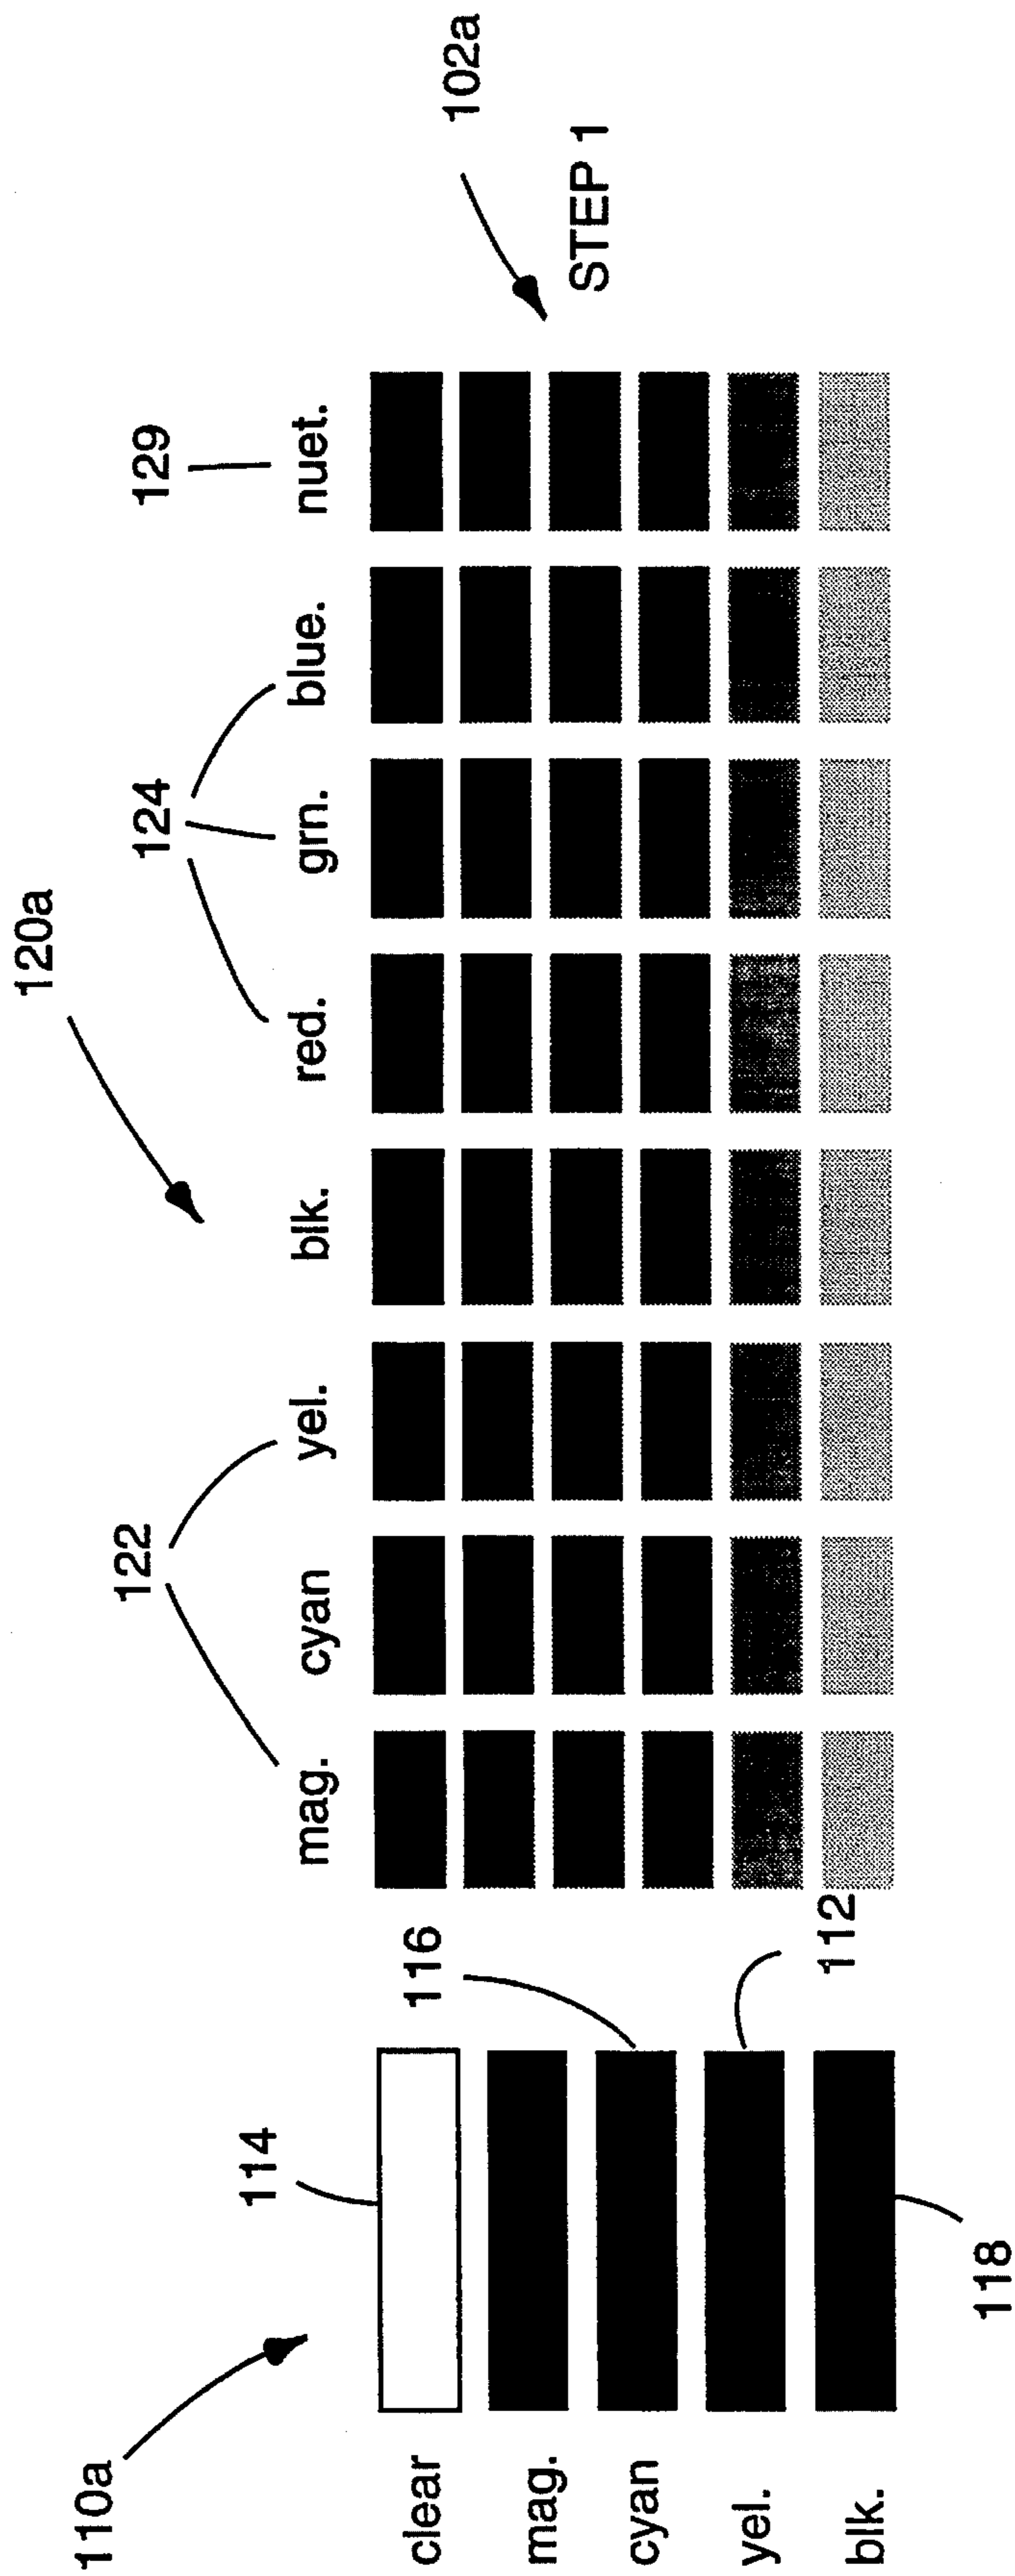 120a
110a
122 124 129
114
mag. cyan yel. blk. red. grn. blue. nuet.
clear 116 102a
mag.
STEP 1
cyan
yel.
112
blk.
118